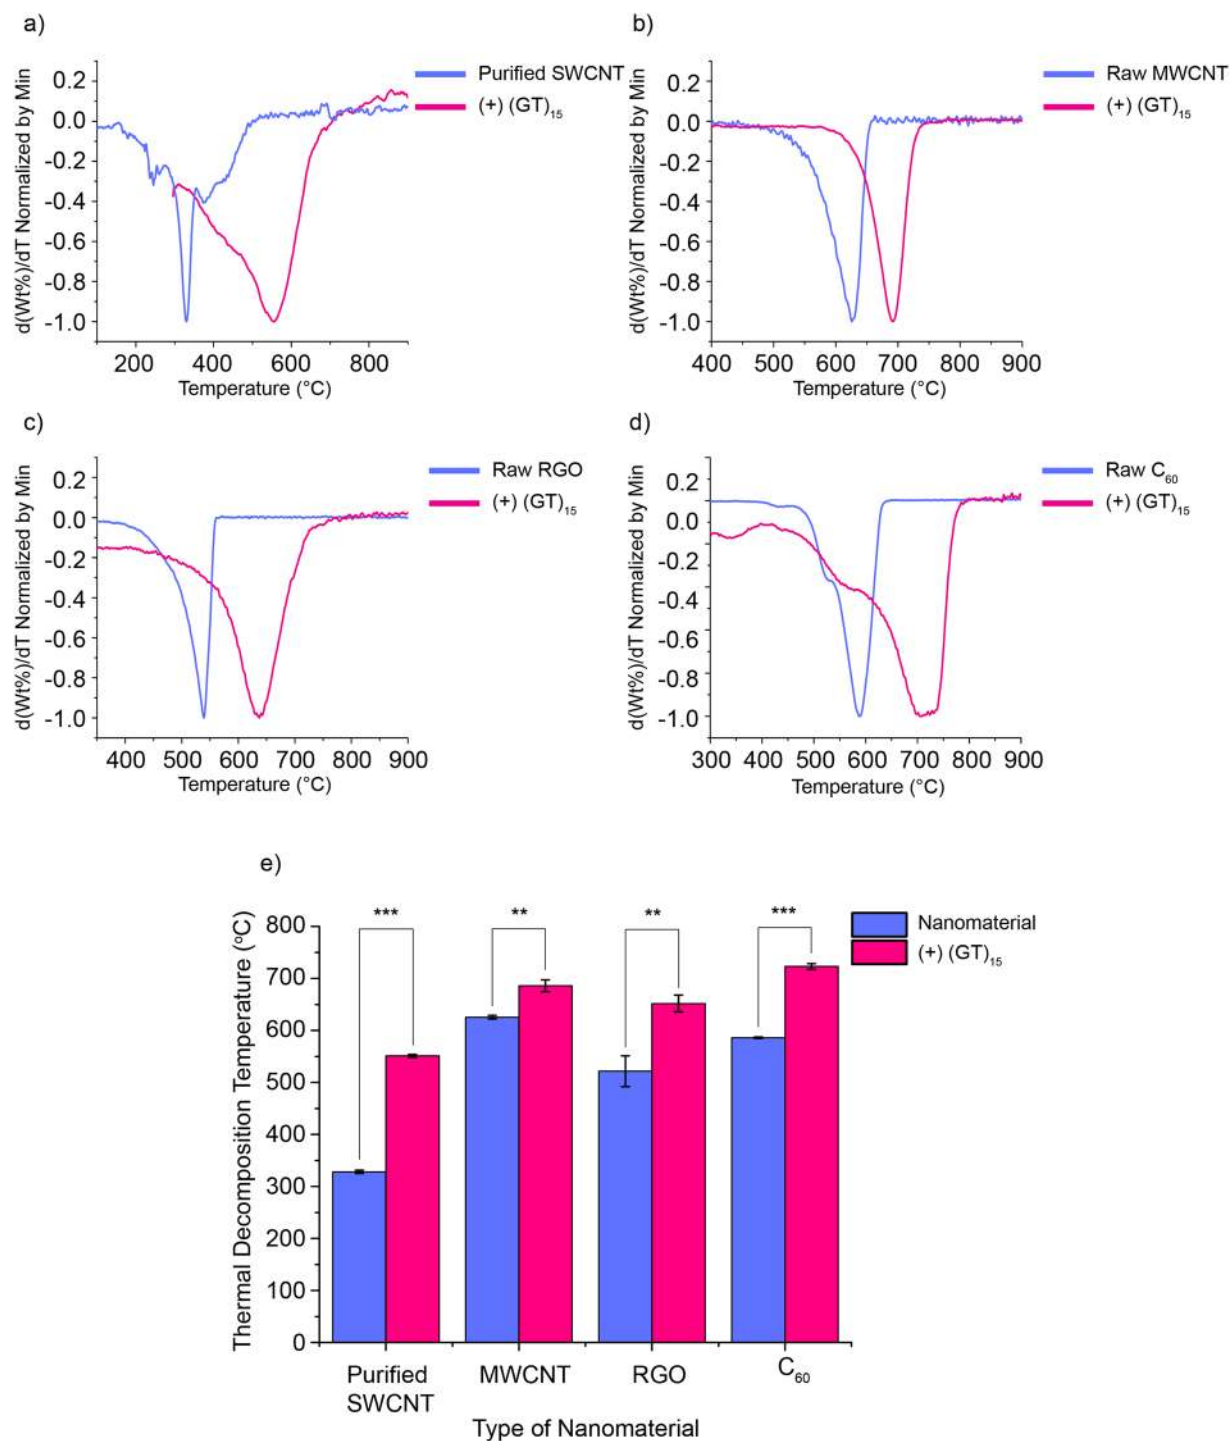 a)
d(Wt%)/dT Normalized by Min
0.2
0.0
-0.2
-0.4
-0.6
-0.8
-1.0
200 400 600 800
Temperature (°C)
Purified SWCNT
(+) (GT)₁₅
b)
d(Wt%)/dT Normalized by Min
0.2
0.0
-0.2
-0.4
-0.6
-0.8
-1.0
400 500 600 700 800 900
Temperature (°C)
Raw MWCNT
(+) (GT)₁₅
c)
d(Wt%)/dT Normalized by Min
0.2
0.0
-0.2
-0.4
-0.6
-0.8
-1.0
400 500 600 700 800 900
Temperature (°C)
Raw RGO
(+) (GT)₁₅
d)
d(Wt%)/dT Normalized by Min
0.2
0.0
-0.2
-0.4
-0.6
-0.8
-1.0
300 400 500 600 700 800 900
Temperature (°C)
Raw C₆₀
(+) (GT)₁₅
e)
Thermal Decomposition Temperature (°C)
800
700
600
500
400
300
200
100
0
*** ** ** ***
Nanomaterial
(+) (GT)₁₅
Purified
SWCNT
MWCNT
RGO
C₆₀
Type of Nanomaterial